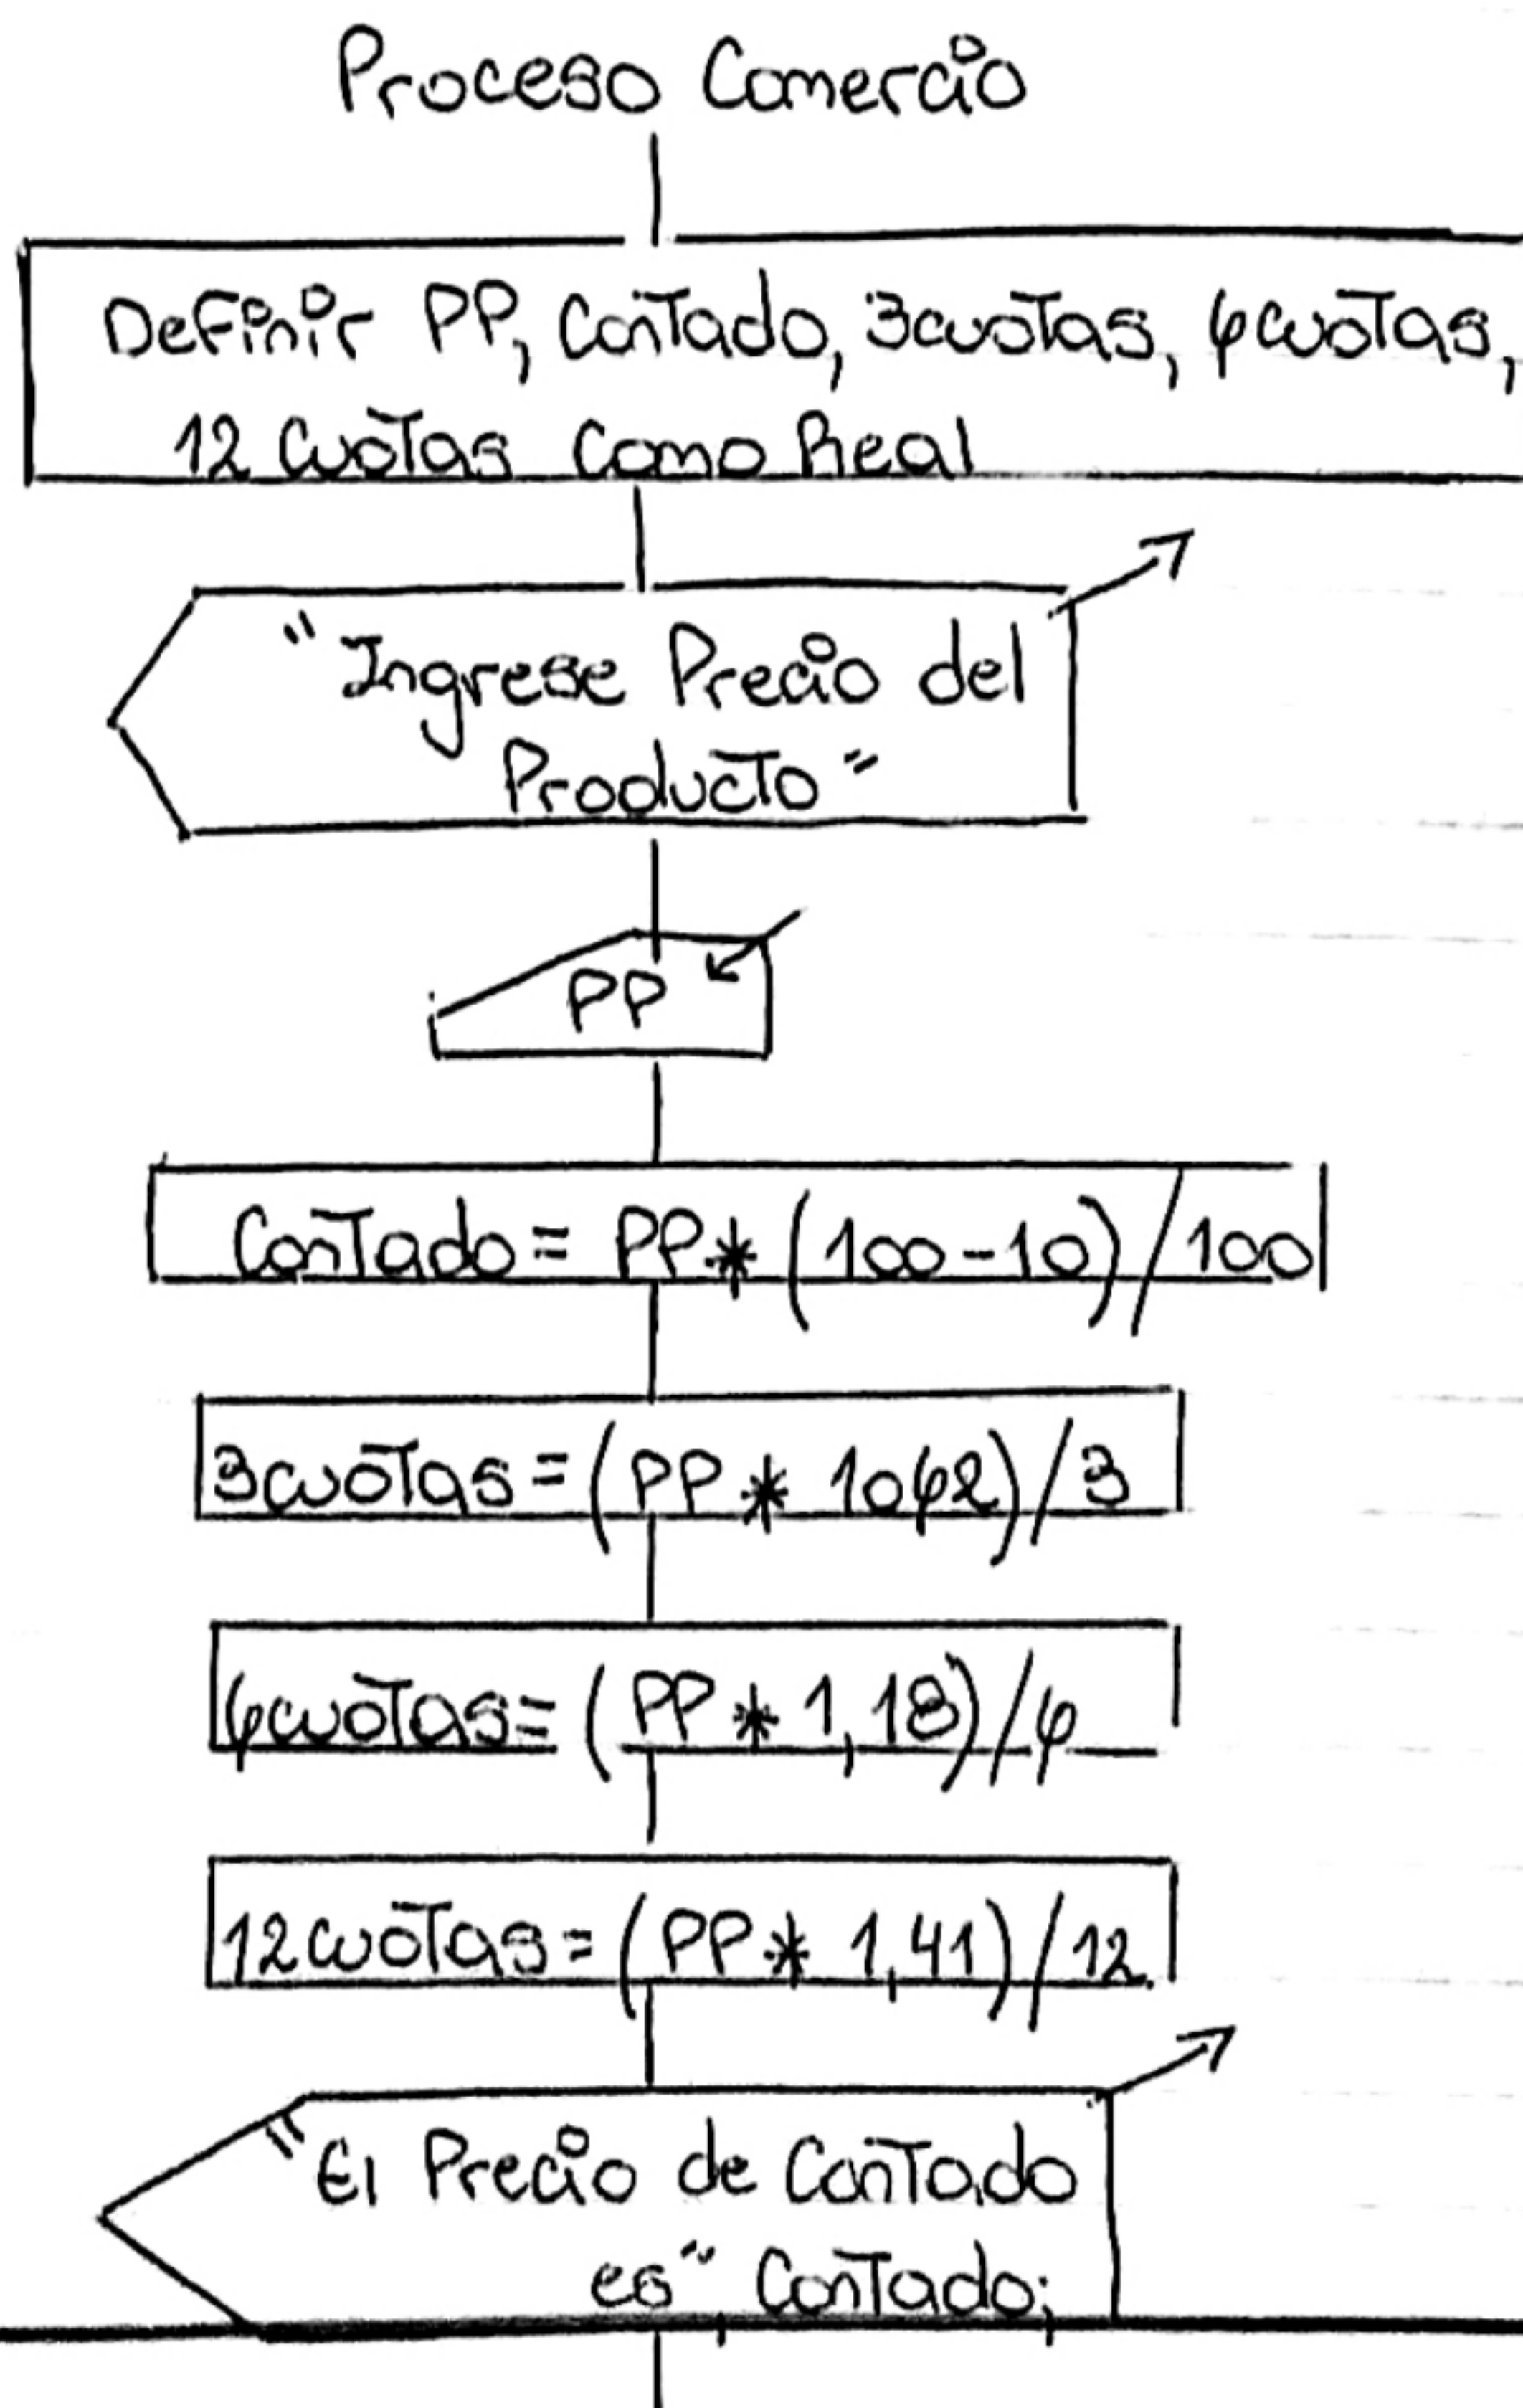 Proceso Comercio
Definir PP, Contado, 3cuotas, 6cuotas,
12 Cuotas Como Real
"Ingrese Precio del
Producto"
PP
Contado = PP * (100-10)/100
3cuotas = (PP * 1062)/3
6cuotas = (PP * 1,18)/6
12cuotas = (PP * 1,41)/12
"El Precio de Contado
es", Contado;